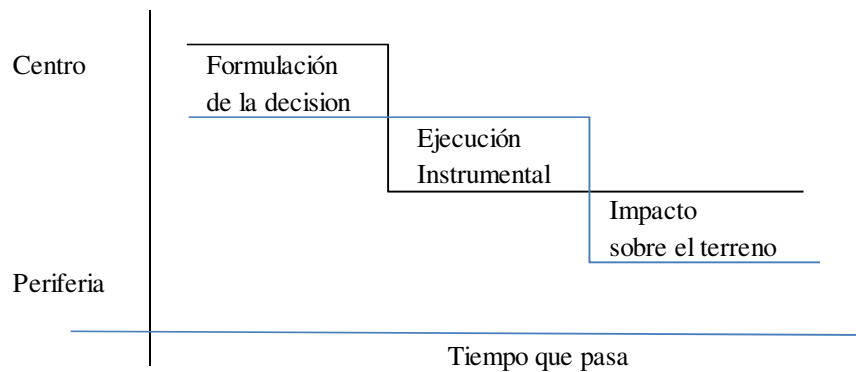 Centro
Formulación
de la decision
Ejecución
Instrumental
Impacto
sobre el terreno
Periferia
Tiempo que pasa